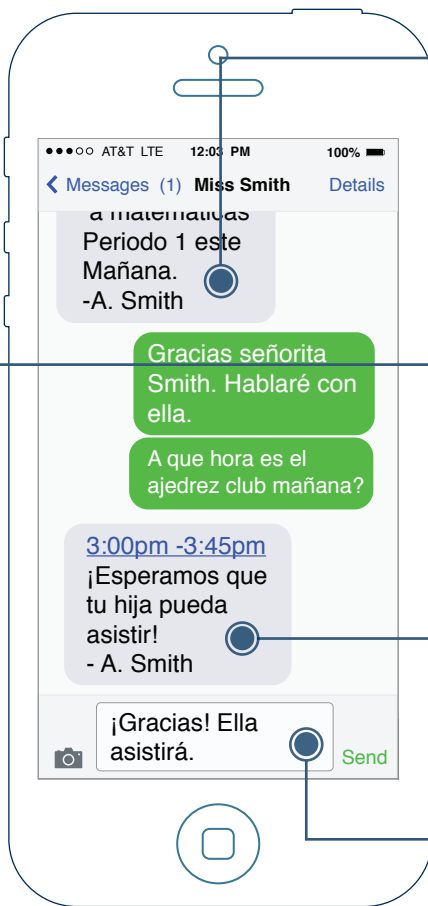 AT&T LTE 12:03 PM 100%
Messages (1) Miss Smith Details
a matemáticas
Periodo 1 este
Mañana.
-A. Smith
Gracias señorita
Smith. Hablaré con
ella.
A que hora es el
ajedrez club mañana?
3:00pm -3:45pm
¡Esperamos que
tu hija pueda
asistir!
- A. Smith
¡Gracias! Ella
asistirá.
Send